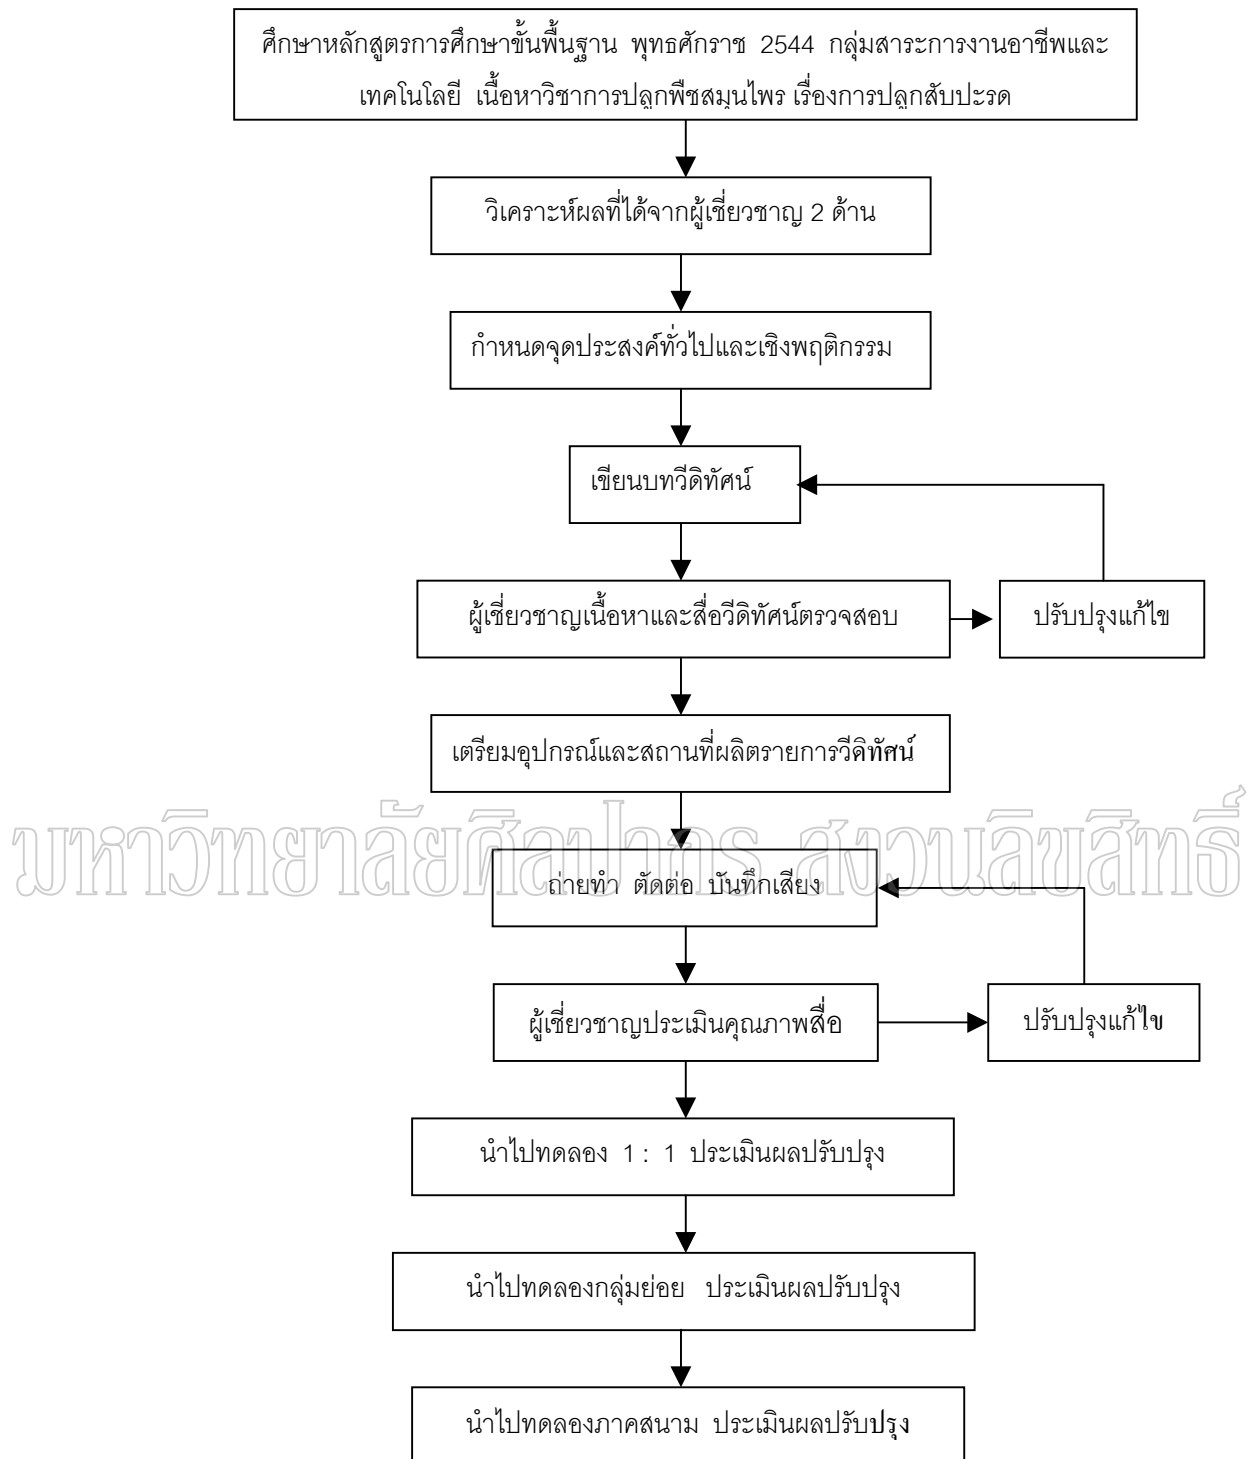 ศึกษาหลักสูตรการศึกษาขั้นพื้นฐาน พุทธศักราช 2544 กลุ่มสาระการงานอาชีพและ
เทคโนโลยี เนื้อหาวิชาการปลูกพืชสมุนไพร เรื่องการปลูกสับปะรด
วิเคราะห์ผลที่ได้จากผู้เชี่ยวชาญ 2 ด้าน
กำหนดจุดประสงค์ทั่วไปและเชิงพฤติกรรม
เขียนบทวีดิทัศน์
ผู้เชี่ยวชาญเนื้อหาและสื่อวีดิทัศน์ตรวจสอบ
ปรับปรุงแก้ไข
เตรียมอุปกรณ์และสถานที่ผลิตรายการวีดิทัศน์
มหาวิทยาลัยศิลปากร สงวนลิขสิทธิ์
ถ่ายทำ ตัดต่อ บันทึกเสียง
ผู้เชี่ยวชาญประเมินคุณภาพสื่อ
ปรับปรุงแก้ไข
นำไปทดลอง 1 : 1 ประเมินผลปรับปรุง
นำไปทดลองกลุ่มย่อย ประเมินผลปรับปรุง
นำไปทดลองภาคสนาม ประเมินผลปรับปรุง